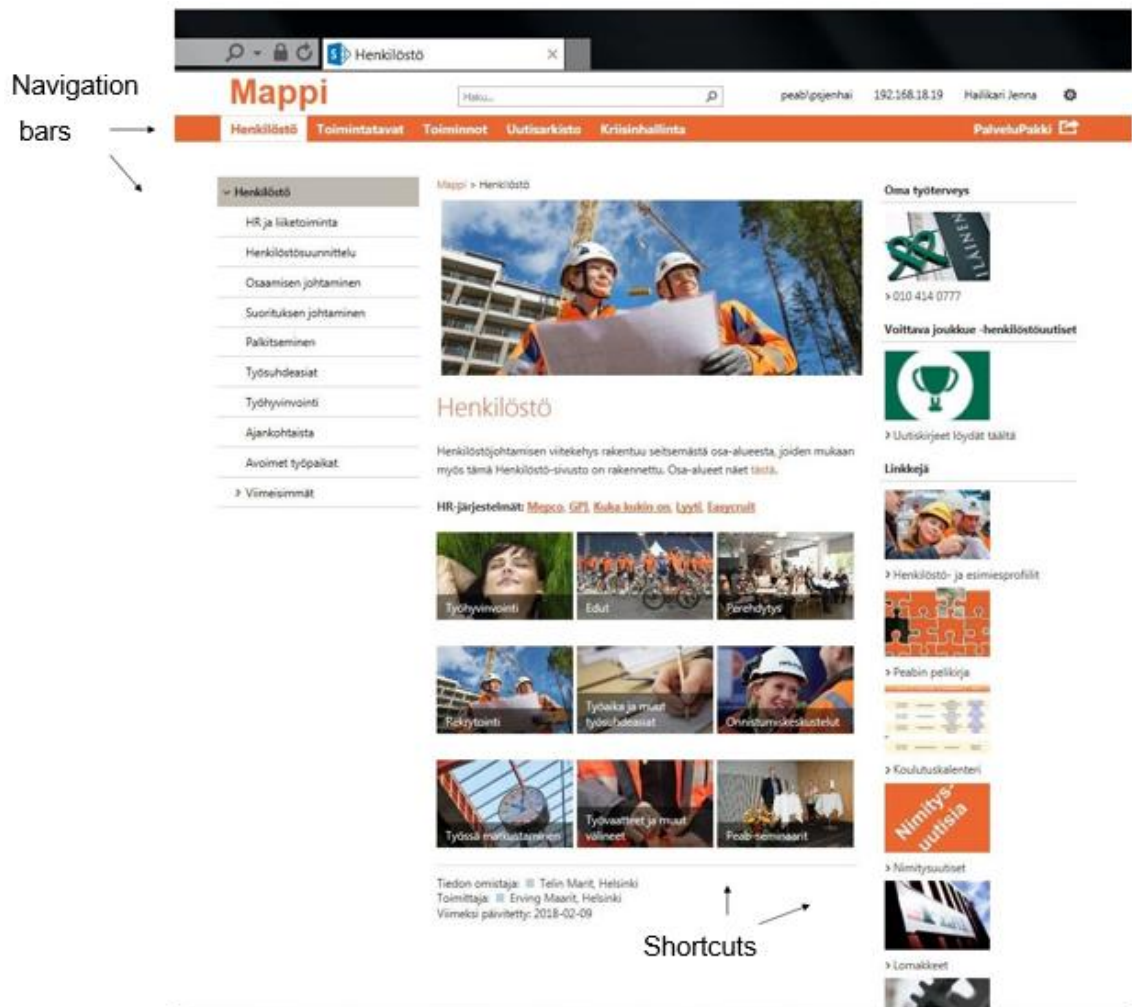 Henkilöstö
Navigation
bars
Mappi
Haku...
peab\psjenhai
192.168.18.19
Hailikari Jenna
Henkilöstö Toimintatavat Toiminnot Uutisarkisto Kriisinhallinta PalveluPakki
Henkilöstö
HR ja liiketoiminta
Henkilöstösuunnittelu
Osaamisen johtaminen
Suorituksen johtaminen
Palkitseminen
Työsuhdeasiat
Työhyvinvointi
Ajankohtaista
Avoimet työpaikat
> Viimeisimmät
Mappi > Henkilöstö
Henkilöstö
Henkilöstöjohtamisen viitekehys rakentuu seitsemästä osa-alueesta, joiden mukaan
myös tämä Henkilöstö-sivusto on rakennettu. Osa-alueet näet tästä.
HR-järjestelmät: Mepco, GPI, Kuka kukin on, Lyyti, Easycruit
Työhyvinvointi
Edut
Perehdytys
Rekrytointi
Työaika ja muut
työsuhdeasiat
Onnistumiskeskustelut
Työssä matkustaminen
Työvaatteet ja muut
välineet
Peab-seminaarit
Tiedon omistaja: Telin Marit, Helsinki
Toimittaja: Erving Maarit, Helsinki
Viimeksi päivitetty: 2018-02-09
Shortcuts
Oma työterveys
ILAINEN
> 010 414 0777
Voittava joukkue -henkilöstöuutiset
> Uutiskirjeet löydät täältä
Linkkejä
> Henkilöstö- ja esimiesprofiilit
> Peabin pelikirja
> Koulutuskalenteri
Nimitys-
uutisia
> Nimitysuutiset
> Lomakkeet